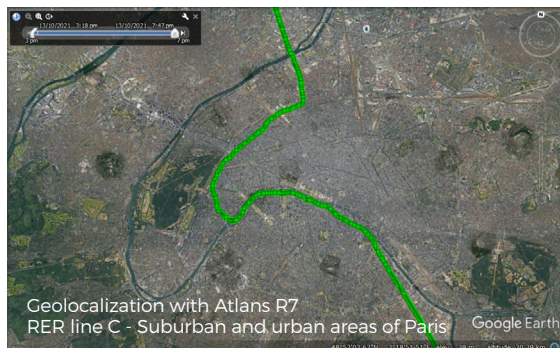 13/10/2021 3:18 pm 13/10/2021 7:47 pm
3 pm 7 pm
N
Geolocalization with Atlans R7
RER line C - Suburban and urban areas of Paris
Google Earth